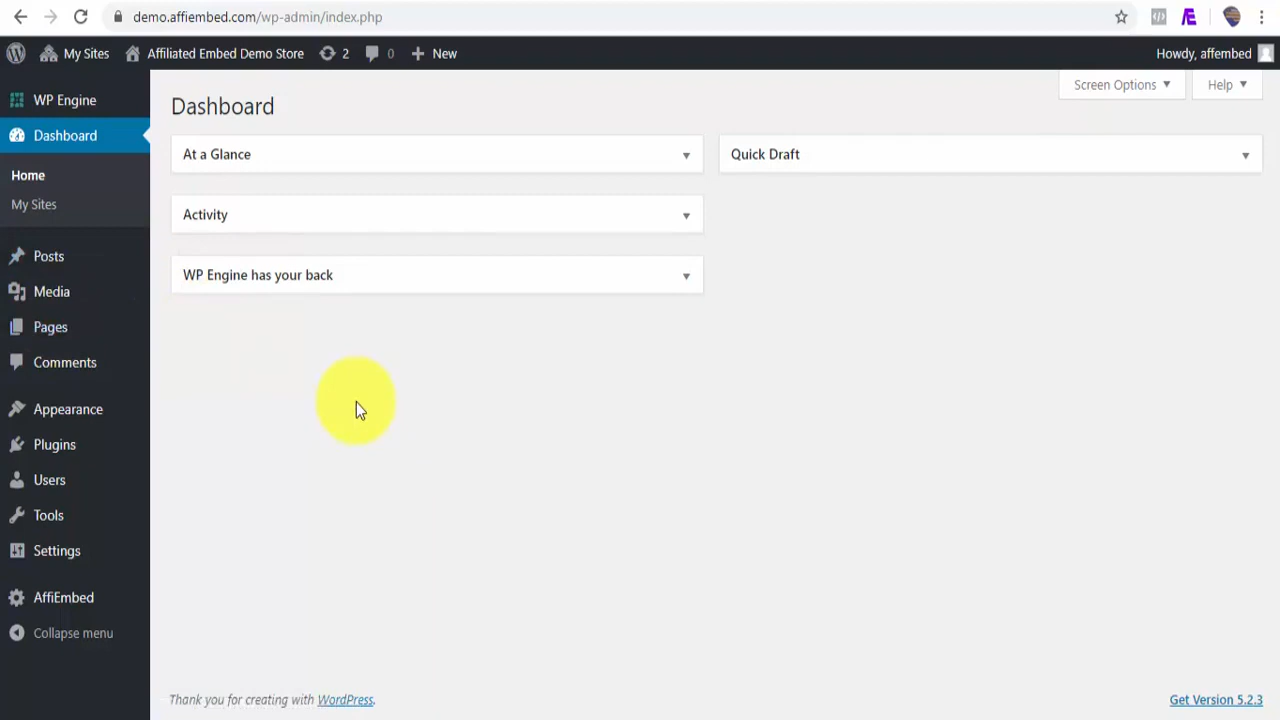 demo.affiembed.com/wp-admin/index.php
My Sites Affiliated Embed Demo Store 2 0 New Howdy, affembed
WP Engine
Dashboard
Home
My Sites
Posts
Media
Pages
Comments
Appearance
Plugins
Users
Tools
Settings
AffiEmbed
Collapse menu
Screen Options Help
Dashboard
At a Glance
Quick Draft
Activity
WP Engine has your back
Thank you for creating with WordPress.
Get Version 5.2.3